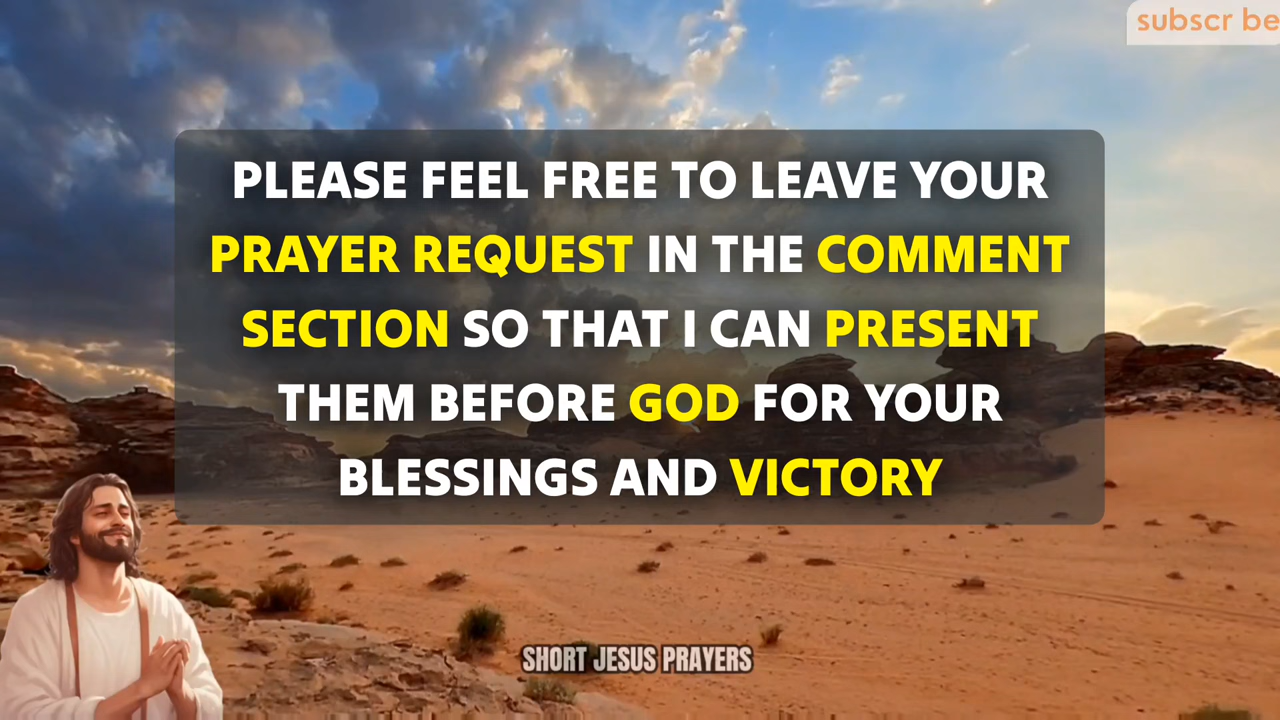 subscr be
PLEASE FEEL FREE TO LEAVE YOUR
PRAYER REQUEST IN THE COMMENT
SECTION SO THAT I CAN PRESENT
THEM BEFORE GOD FOR YOUR
BLESSINGS AND VICTORY
SHORT JESUS PRAYERS